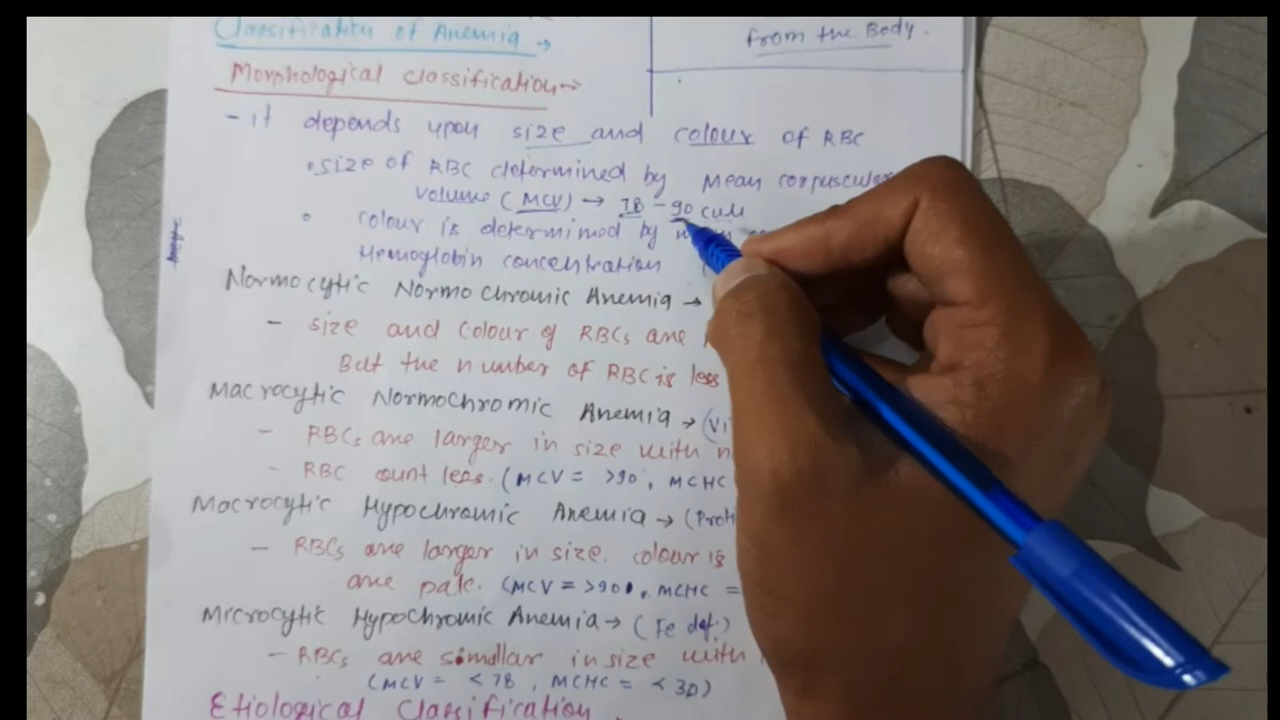 Classification of Anemia →
from the Body.
Morphological Classification →
- it depends upon size and colour of RBC
• size of RBC determined by Mean corpuscular
Volume (MCV) → 78 - 90 cuM
• colour is determined by
Hemoglobin concentration
Normocytic Normochromic Anemia →
- size and colour of RBCs are
But the number of RBC is less
Macrocytic Normochromic Anemia → (Vi
- RBCs are larger in size with n
- RBC count less. (MCV = >90, MCHC
Macrocytic Hypochromic Anemia → (Prot
- RBCs are larger in size. colour is
are pale. (MCV = >90, MCHC =
Microcytic Hypochromic Anemia → (Fe def.)
- RBCs are simallar in size with
(MCV = < 78, MCHC = < 30)
Etiological Classification